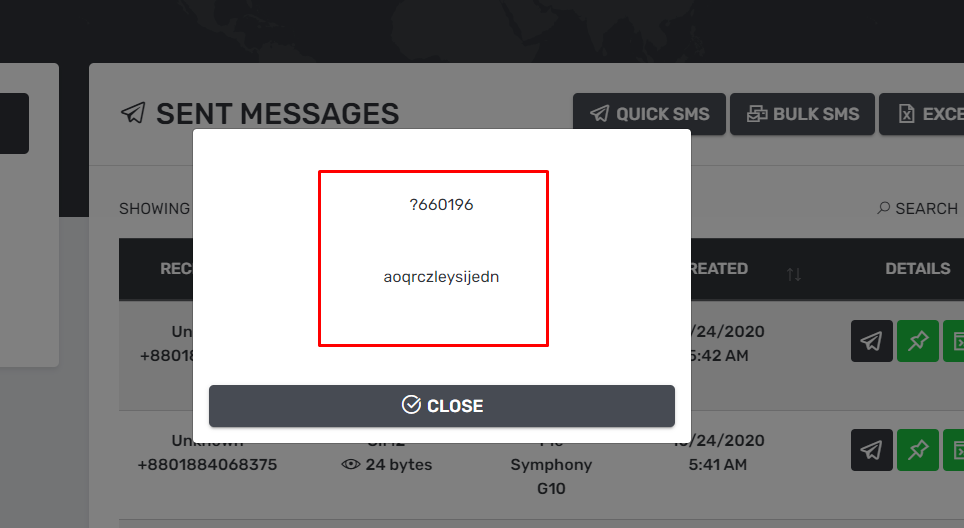 SENT MESSAGES
QUICK SMS
BULK SMS
EXCE
SHOWING
SEARCH
?660196
aoqrczleysijedn
CLOSE
REC
REATED
DETAILS
Un
/24/2020
+8801
5:42 AM
Unknown
/24/2020
+8801884068375
24 bytes
Symphony
5:41 AM
G10